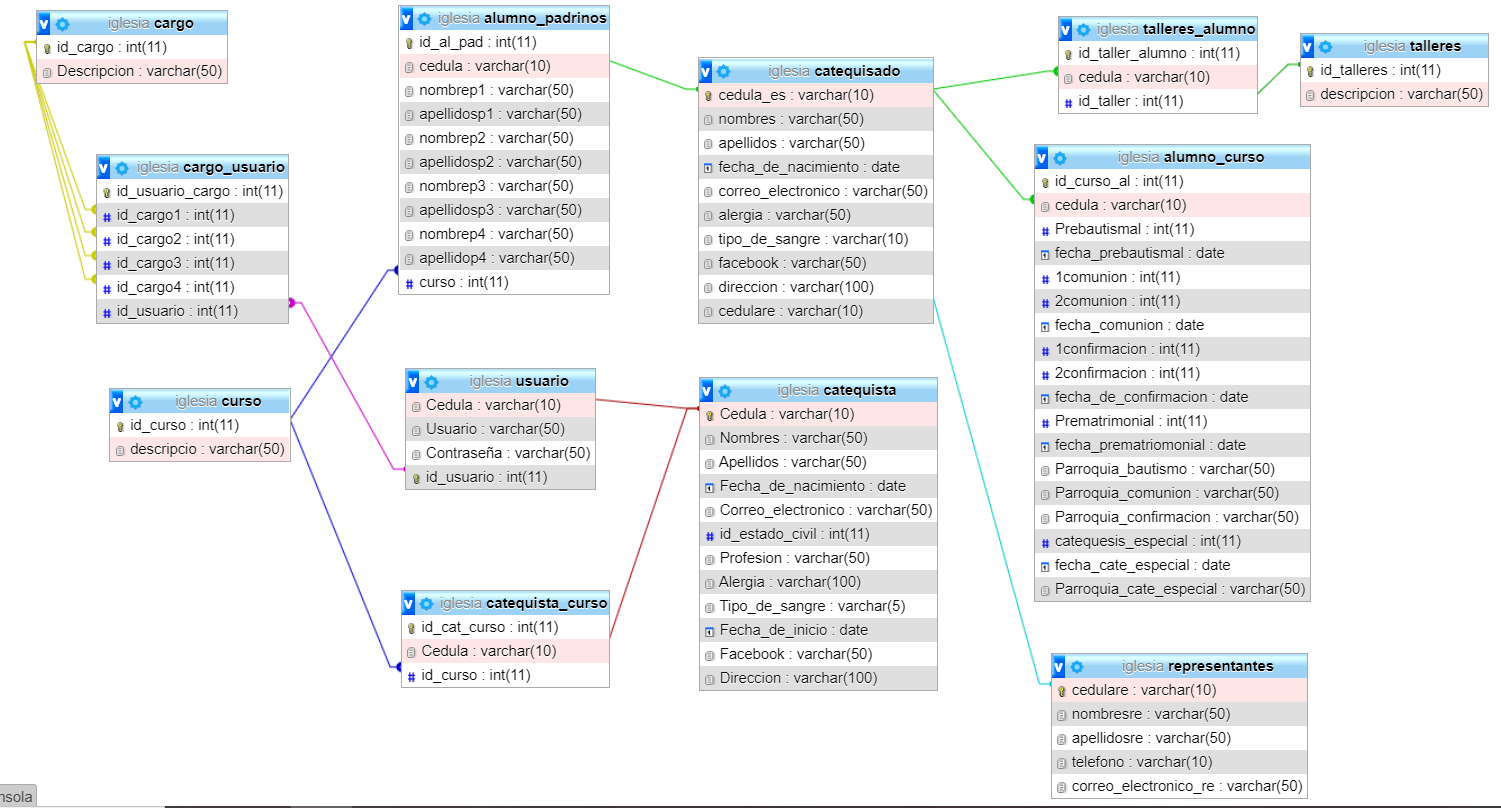 iglesia cargo
id_cargo : int(11)
Descripcion : varchar(50)
iglesia cargo_usuario
id_usuario_cargo : int(11)
id_cargo1 : int(11)
id_cargo2 : int(11)
id_cargo3 : int(11)
id_cargo4 : int(11)
id_usuario : int(11)
iglesia curso
id_curso : int(11)
descripcio : varchar(50)
iglesia alumno_padrinos
id_al_pad : int(11)
cedula : varchar(10)
nombrep1 : varchar(50)
apellidosp1 : varchar(50)
nombrep2 : varchar(50)
apellidosp2 : varchar(50)
nombrep3 : varchar(50)
apellidosp3 : varchar(50)
nombrep4 : varchar(50)
apellidop4 : varchar(50)
curso : int(11)
iglesia usuario
Cedula : varchar(10)
Usuario : varchar(50)
Contraseña : varchar(50)
id_usuario : int(11)
iglesia catequista_curso
id_cat_curso : int(11)
Cedula : varchar(10)
id_curso : int(11)
iglesia catequisado
cedula_es : varchar(10)
nombres : varchar(50)
apellidos : varchar(50)
fecha_de_nacimiento : date
correo_electronico : varchar(50)
alergia : varchar(50)
tipo_de_sangre : varchar(10)
facebook : varchar(50)
direccion : varchar(100)
cedulare : varchar(10)
iglesia catequista
Cedula : varchar(10)
Nombres : varchar(50)
Apellidos : varchar(50)
Fecha_de_nacimiento : date
Correo_electronico : varchar(50)
id_estado_civil : int(11)
Profesion : varchar(50)
Alergia : varchar(100)
Tipo_de_sangre : varchar(5)
Fecha_de_inicio : date
Facebook : varchar(50)
Direccion : varchar(100)
iglesia talleres_alumno
id_taller_alumno : int(11)
cedula : varchar(10)
id_taller : int(11)
iglesia talleres
id_talleres : int(11)
descripcion : varchar(50)
iglesia alumno_curso
id_curso_al : int(11)
cedula : varchar(10)
Prebautismal : int(11)
fecha_prebautismal : date
1comunion : int(11)
2comunion : int(11)
fecha_comunion : date
1confirmacion : int(11)
2confirmacion : int(11)
fecha_de_confirmacion : date
Prematrimonial : int(11)
fecha_prematriomonial : date
Parroquia_bautismo : varchar(50)
Parroquia_comunion : varchar(50)
Parroquia_confirmacion : varchar(50)
catequesis_especial : int(11)
fecha_cate_especial : date
Parroquia_cate_especial : varchar(50)
iglesia representantes
cedulare : varchar(10)
nombresre : varchar(50)
apellidosre : varchar(50)
telefono : varchar(10)
correo_electronico_re : varchar(50)
nsola